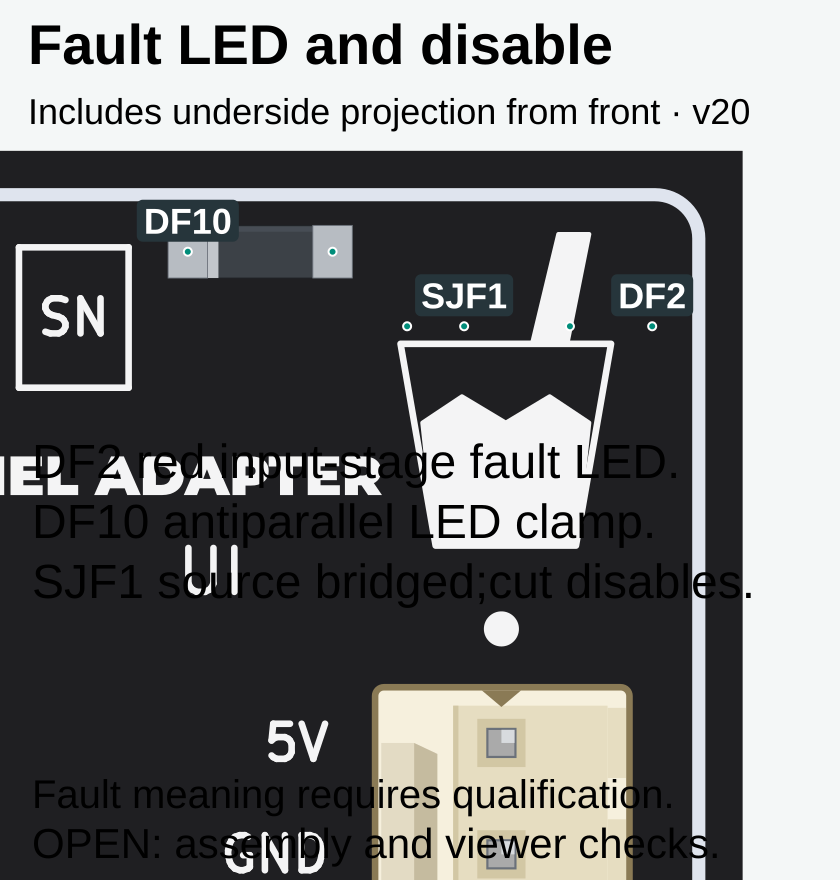 Fault LED and disable
Includes underside projection from front · v20
DF10
SJF1 DF2
SN
DF2 red input-stage fault LED.
ADAPTER
DF10 antiparallel LED clamp.
SJF1 source bridged;cut disables.
5V
Fault meaning requires qualification.
GND
OPEN: assembly and viewer checks.